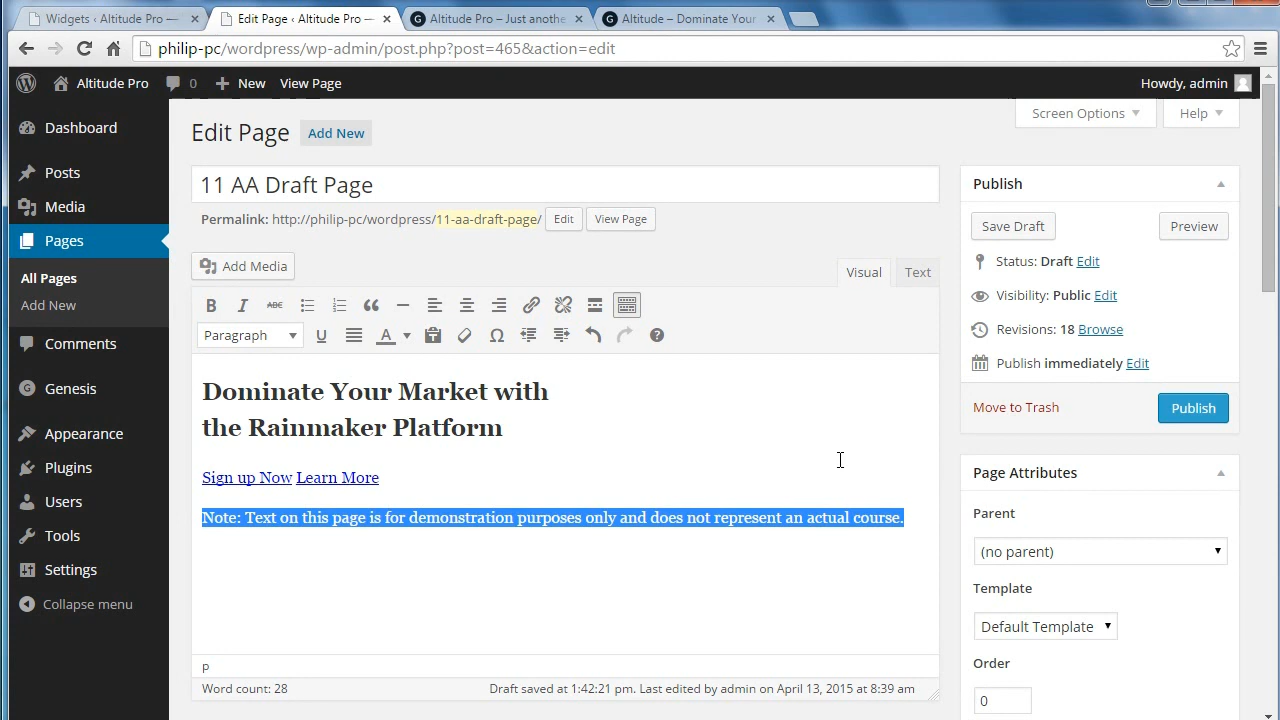 Widgets ‹ Altitude Pro — × Edit Page ‹ Altitude Pro — × Altitude Pro – Just anothe × Altitude – Dominate Your ×
philip-pc/wordpress/wp-admin/post.php?post=465&action=edit
Altitude Pro 0 New View Page Howdy, admin
Screen Options Help
Edit Page Add New
Dashboard
Posts
Media
Pages
All Pages
Add New
Comments
Genesis
Appearance
Plugins
Users
Tools
Settings
Collapse menu
11 AA Draft Page
Permalink: http://philip-pc/wordpress/11-aa-draft-page/ Edit View Page
Add Media
Visual Text
B I ABC
Paragraph U A Ω
Dominate Your Market with
the Rainmaker Platform
Sign up Now Learn More
Note: Text on this page is for demonstration purposes only and does not represent an actual course.
p
Word count: 28 Draft saved at 1:42:21 pm. Last edited by admin on April 13, 2015 at 8:39 am
Publish
Save Draft Preview
Status: Draft Edit
Visibility: Public Edit
Revisions: 18 Browse
Publish immediately Edit
Move to Trash Publish
Page Attributes
Parent
(no parent)
Template
Default Template
Order
0